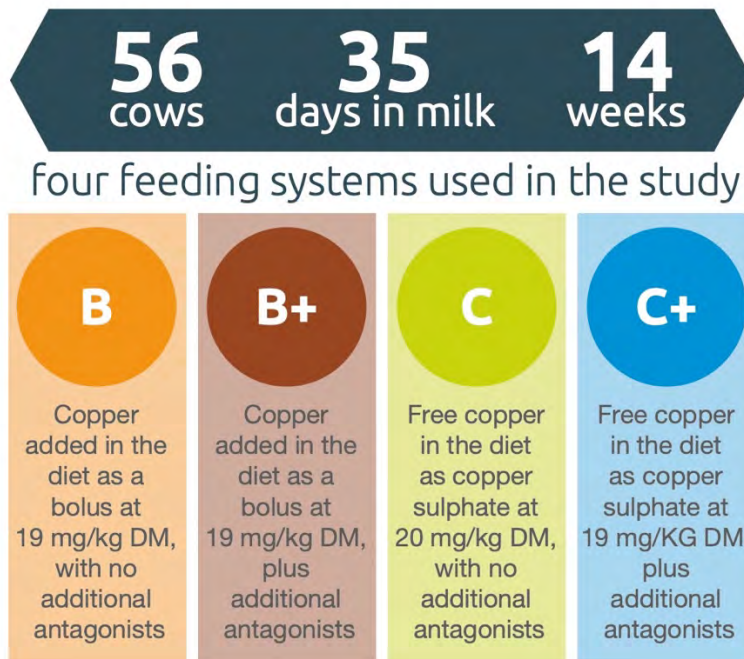 56 35 14
cows days in milk weeks
four feeding systems used in the study
B
Copper
added in the
diet as a
bolus at
19 mg/kg DM,
with no
additional
antagonists
B+
Copper
added in the
diet as a
bolus at
19 mg/kg DM,
plus
additional
antagonists
C
Free copper
in the diet
as copper
sulphate at
20 mg/kg DM,
with no
additional
antagonists
C+
Free copper
in the diet
as copper
sulphate at
19 mg/KG DM
plus
additional
antagonists